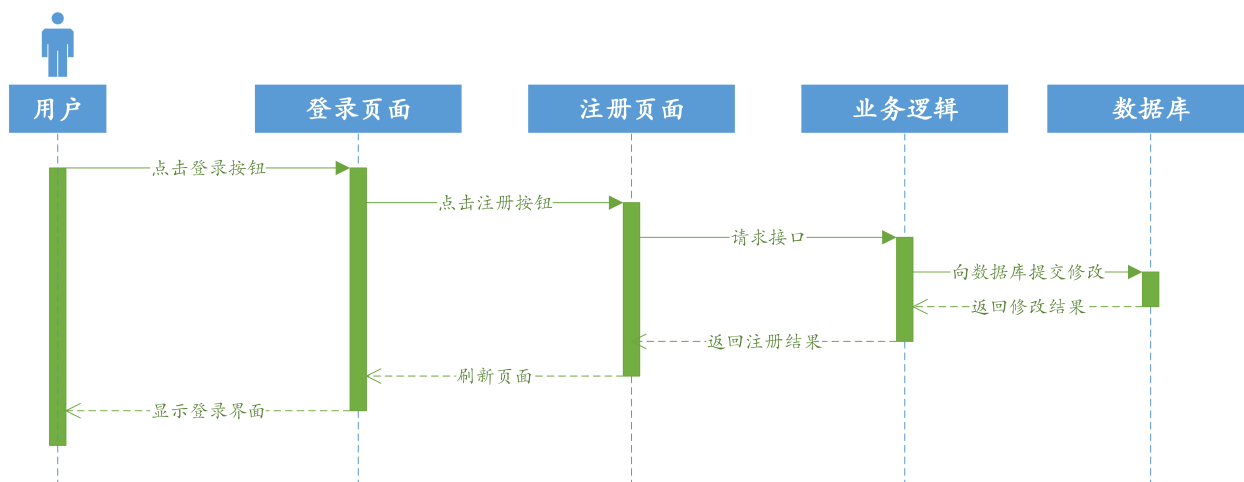 用户
登录页面
注册页面
业务逻辑
数据库
点击登录按钮
点击注册按钮
请求接口
向数据库提交修改
返回修改结果
返回注册结果
刷新页面
显示登录界面